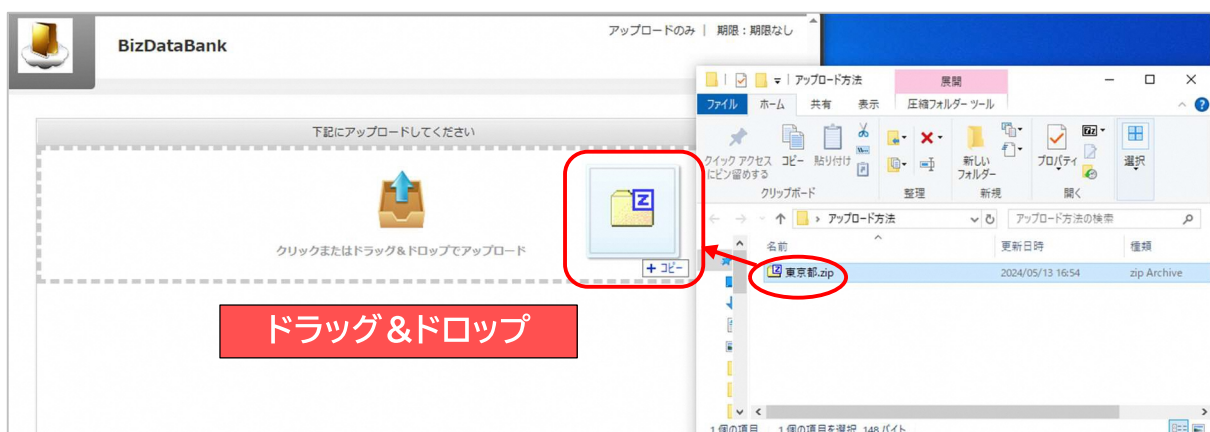 BizDataBank
アップロードのみ | 期限：期限なし
下記にアップロードしてください
クリックまたはドラッグ＆ドロップでアップロード
+ コピー
ドラッグ＆ドロップ
アップロード方法
展開
ファイル ホーム 共有 表示 圧縮フォルダー ツール
クイック アクセス
にピン留めする
コピー
貼り付け
新しい
フォルダー
プロパティ
選択
クリップボード 整理 新規 開く
アップロード方法
アップロード方法の検索
名前 更新日時 種類
東京都.zip 2024/05/13 16:54 zip Archive
1 個の項目 1 個の項目を選択 148 バイト